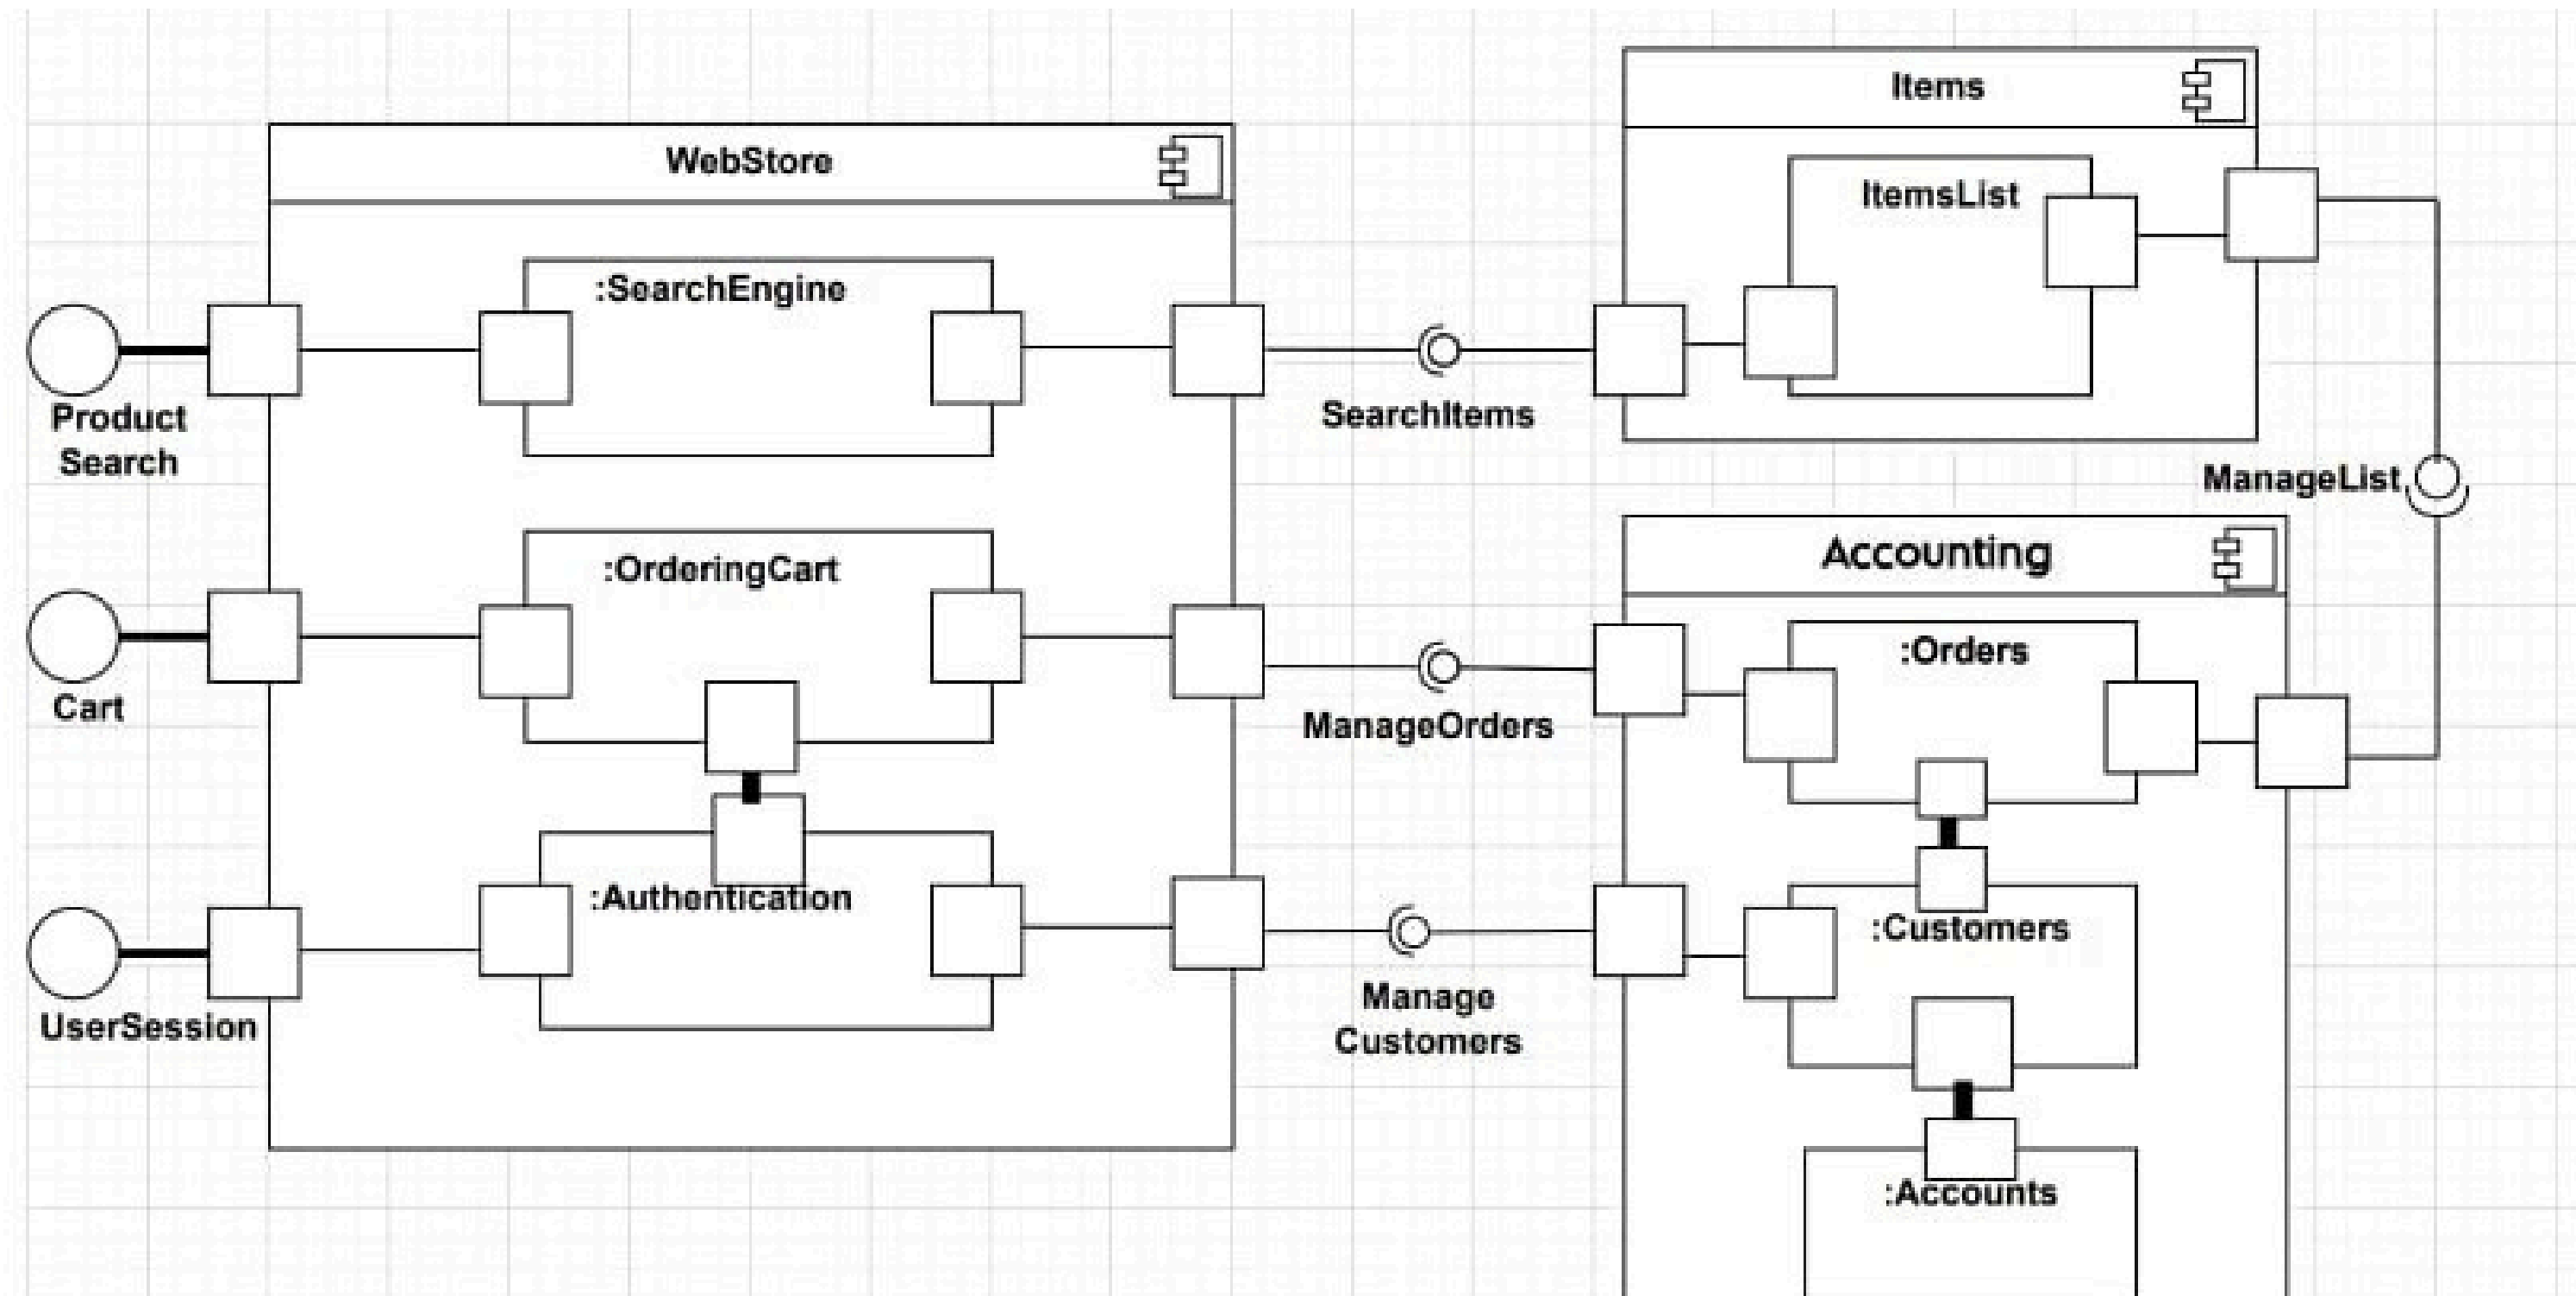 Items
WebStore
ItemsList
:SearchEngine
Product
Search
SearchItems
ManageList
Accounting
:OrderingCart
:Orders
Cart
ManageOrders
:Authentication
:Customers
UserSession
Manage
Customers
:Accounts